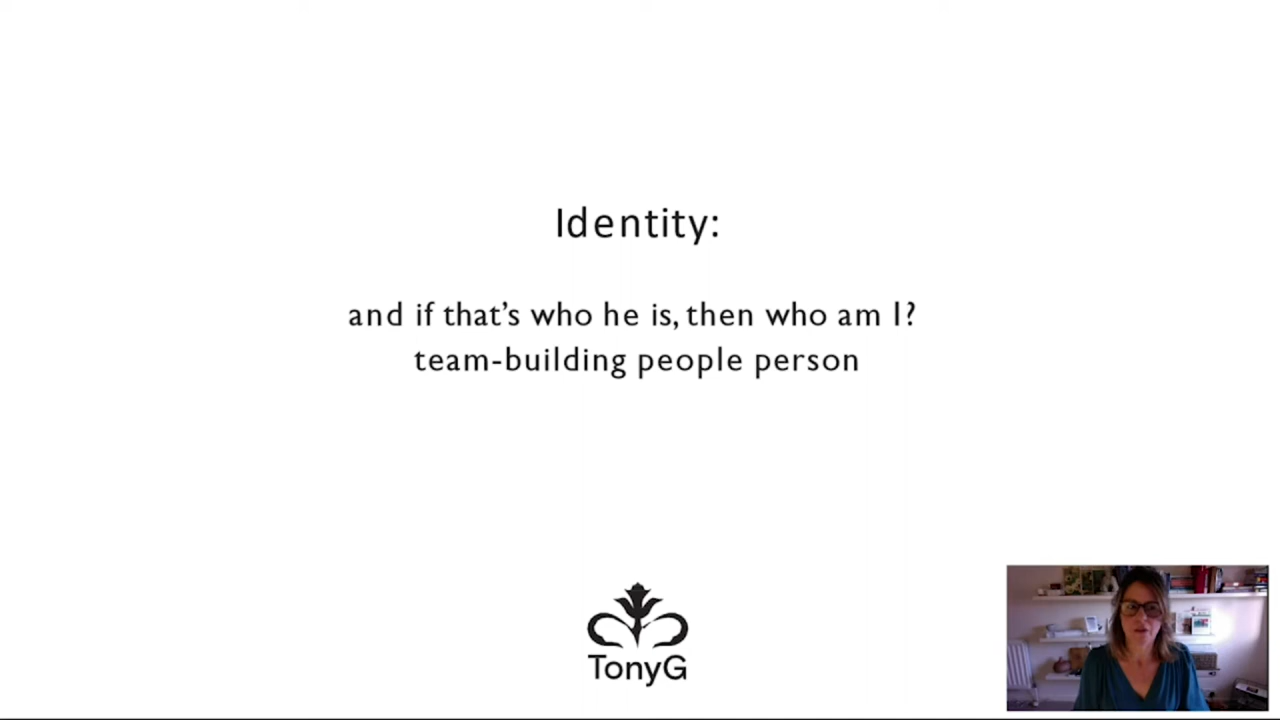 Identity:
and if that’s who he is, then who am I?
team-building people person
TonyG